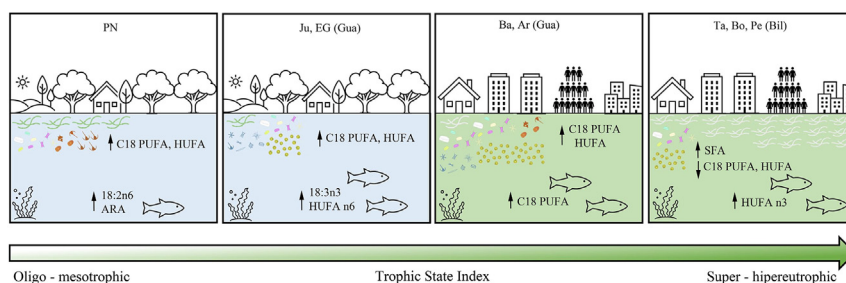 PN
C18 PUFA, HUFA
18:2n6
ARA
Ju, EG (Gua)
C18 PUFA, HUFA
18:3n3
HUFA n6
Ba, Ar (Gua)
C18 PUFA
HUFA
C18 PUFA
Ta, Bo, Pe (Bil)
SFA
C18 PUFA, HUFA
HUFA n3
Oligo - mesotrophic
Trophic State Index
Super - hipereutrophic